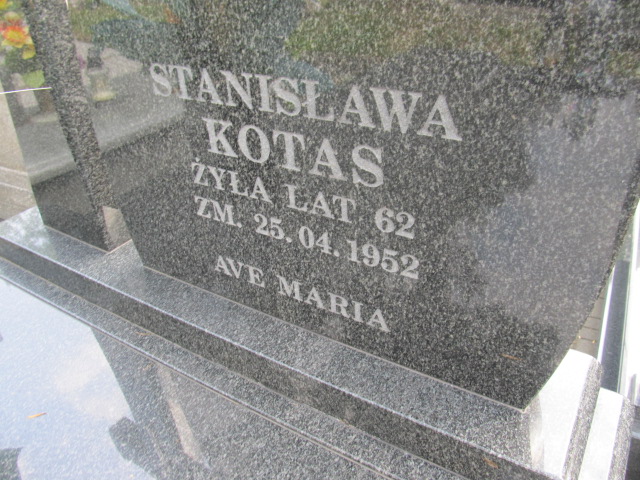 STANISŁAWA
KOTAS
ŻYŁA LAT 62
ZM. 25.04.1952
AVE MARIA